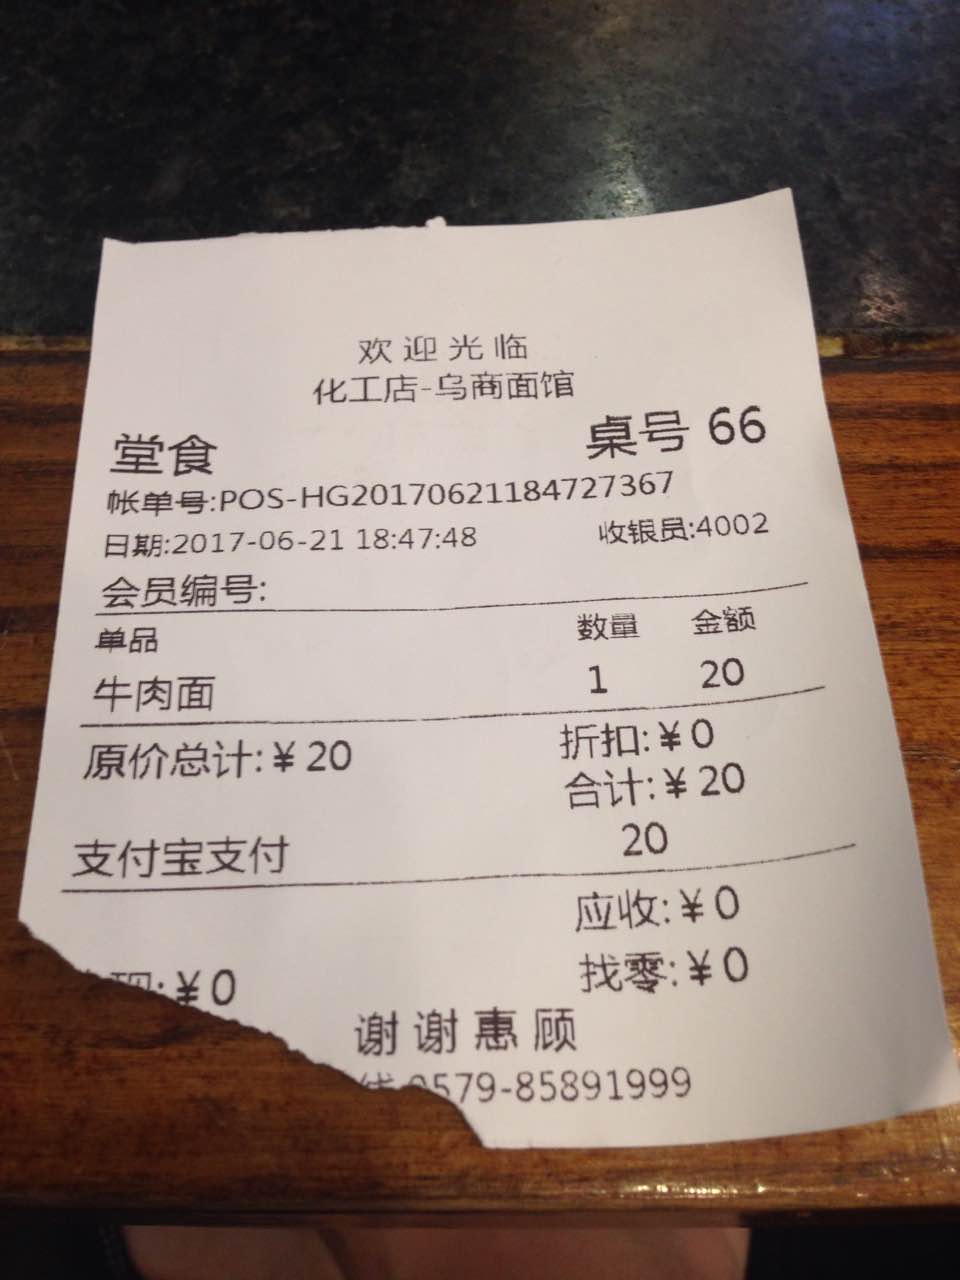 欢迎光临
化工店-乌商面馆
堂食 桌号 66
帐单号:POS-HG20170621184727367
日期:2017-06-21 18:47:48 收银员:4002
会员编号:
单品 数量 金额
牛肉面 1 20
原价总计:¥20 折扣:¥0
合计:¥20
支付宝支付 20
应收:¥0
现:¥0 找零:¥0
谢谢惠顾
线 0579-85891999